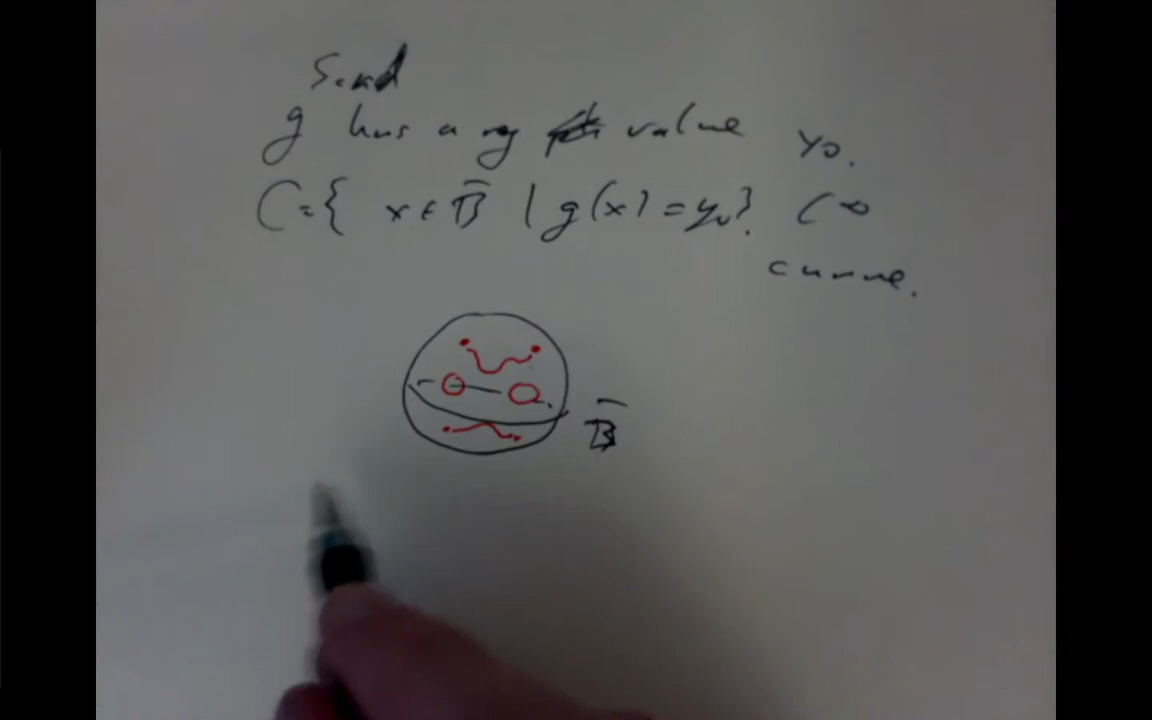 Sard
g has a reg value y₀.
C = { x ∈ B̄ | g(x) = y₀ }. C^∞
curve.
B̄